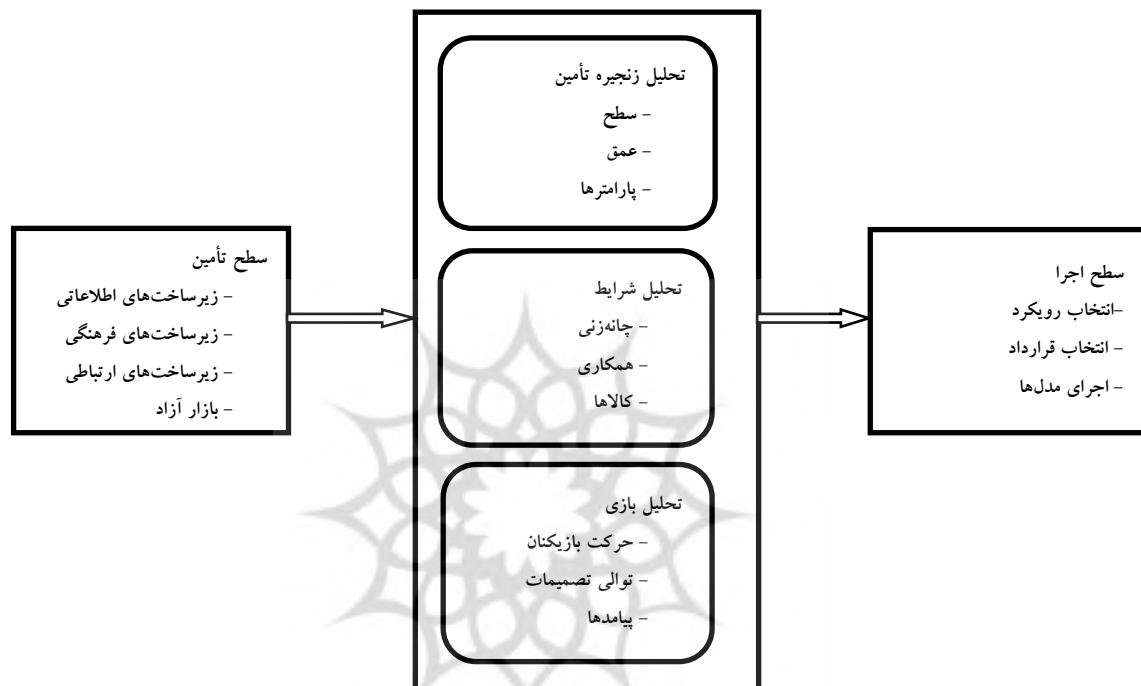 سطح تأمین
- زیرساخت‌های اطلاعاتی
- زیرساخت‌های فرهنگی
- زیرساخت‌های ارتباطی
- بازار آزاد
تحلیل زنجیره تأمین
- سطح
- عمق
- پارامترها
تحلیل شرایط
- چانه‌زنی
- همکاری
- کالاها
تحلیل بازی
- حرکت بازیکنان
- توالی تصمیمات
- پیامدها
سطح اجرا
-انتخاب رویکرد
- انتخاب قرارداد
- اجرای مدل‌ها